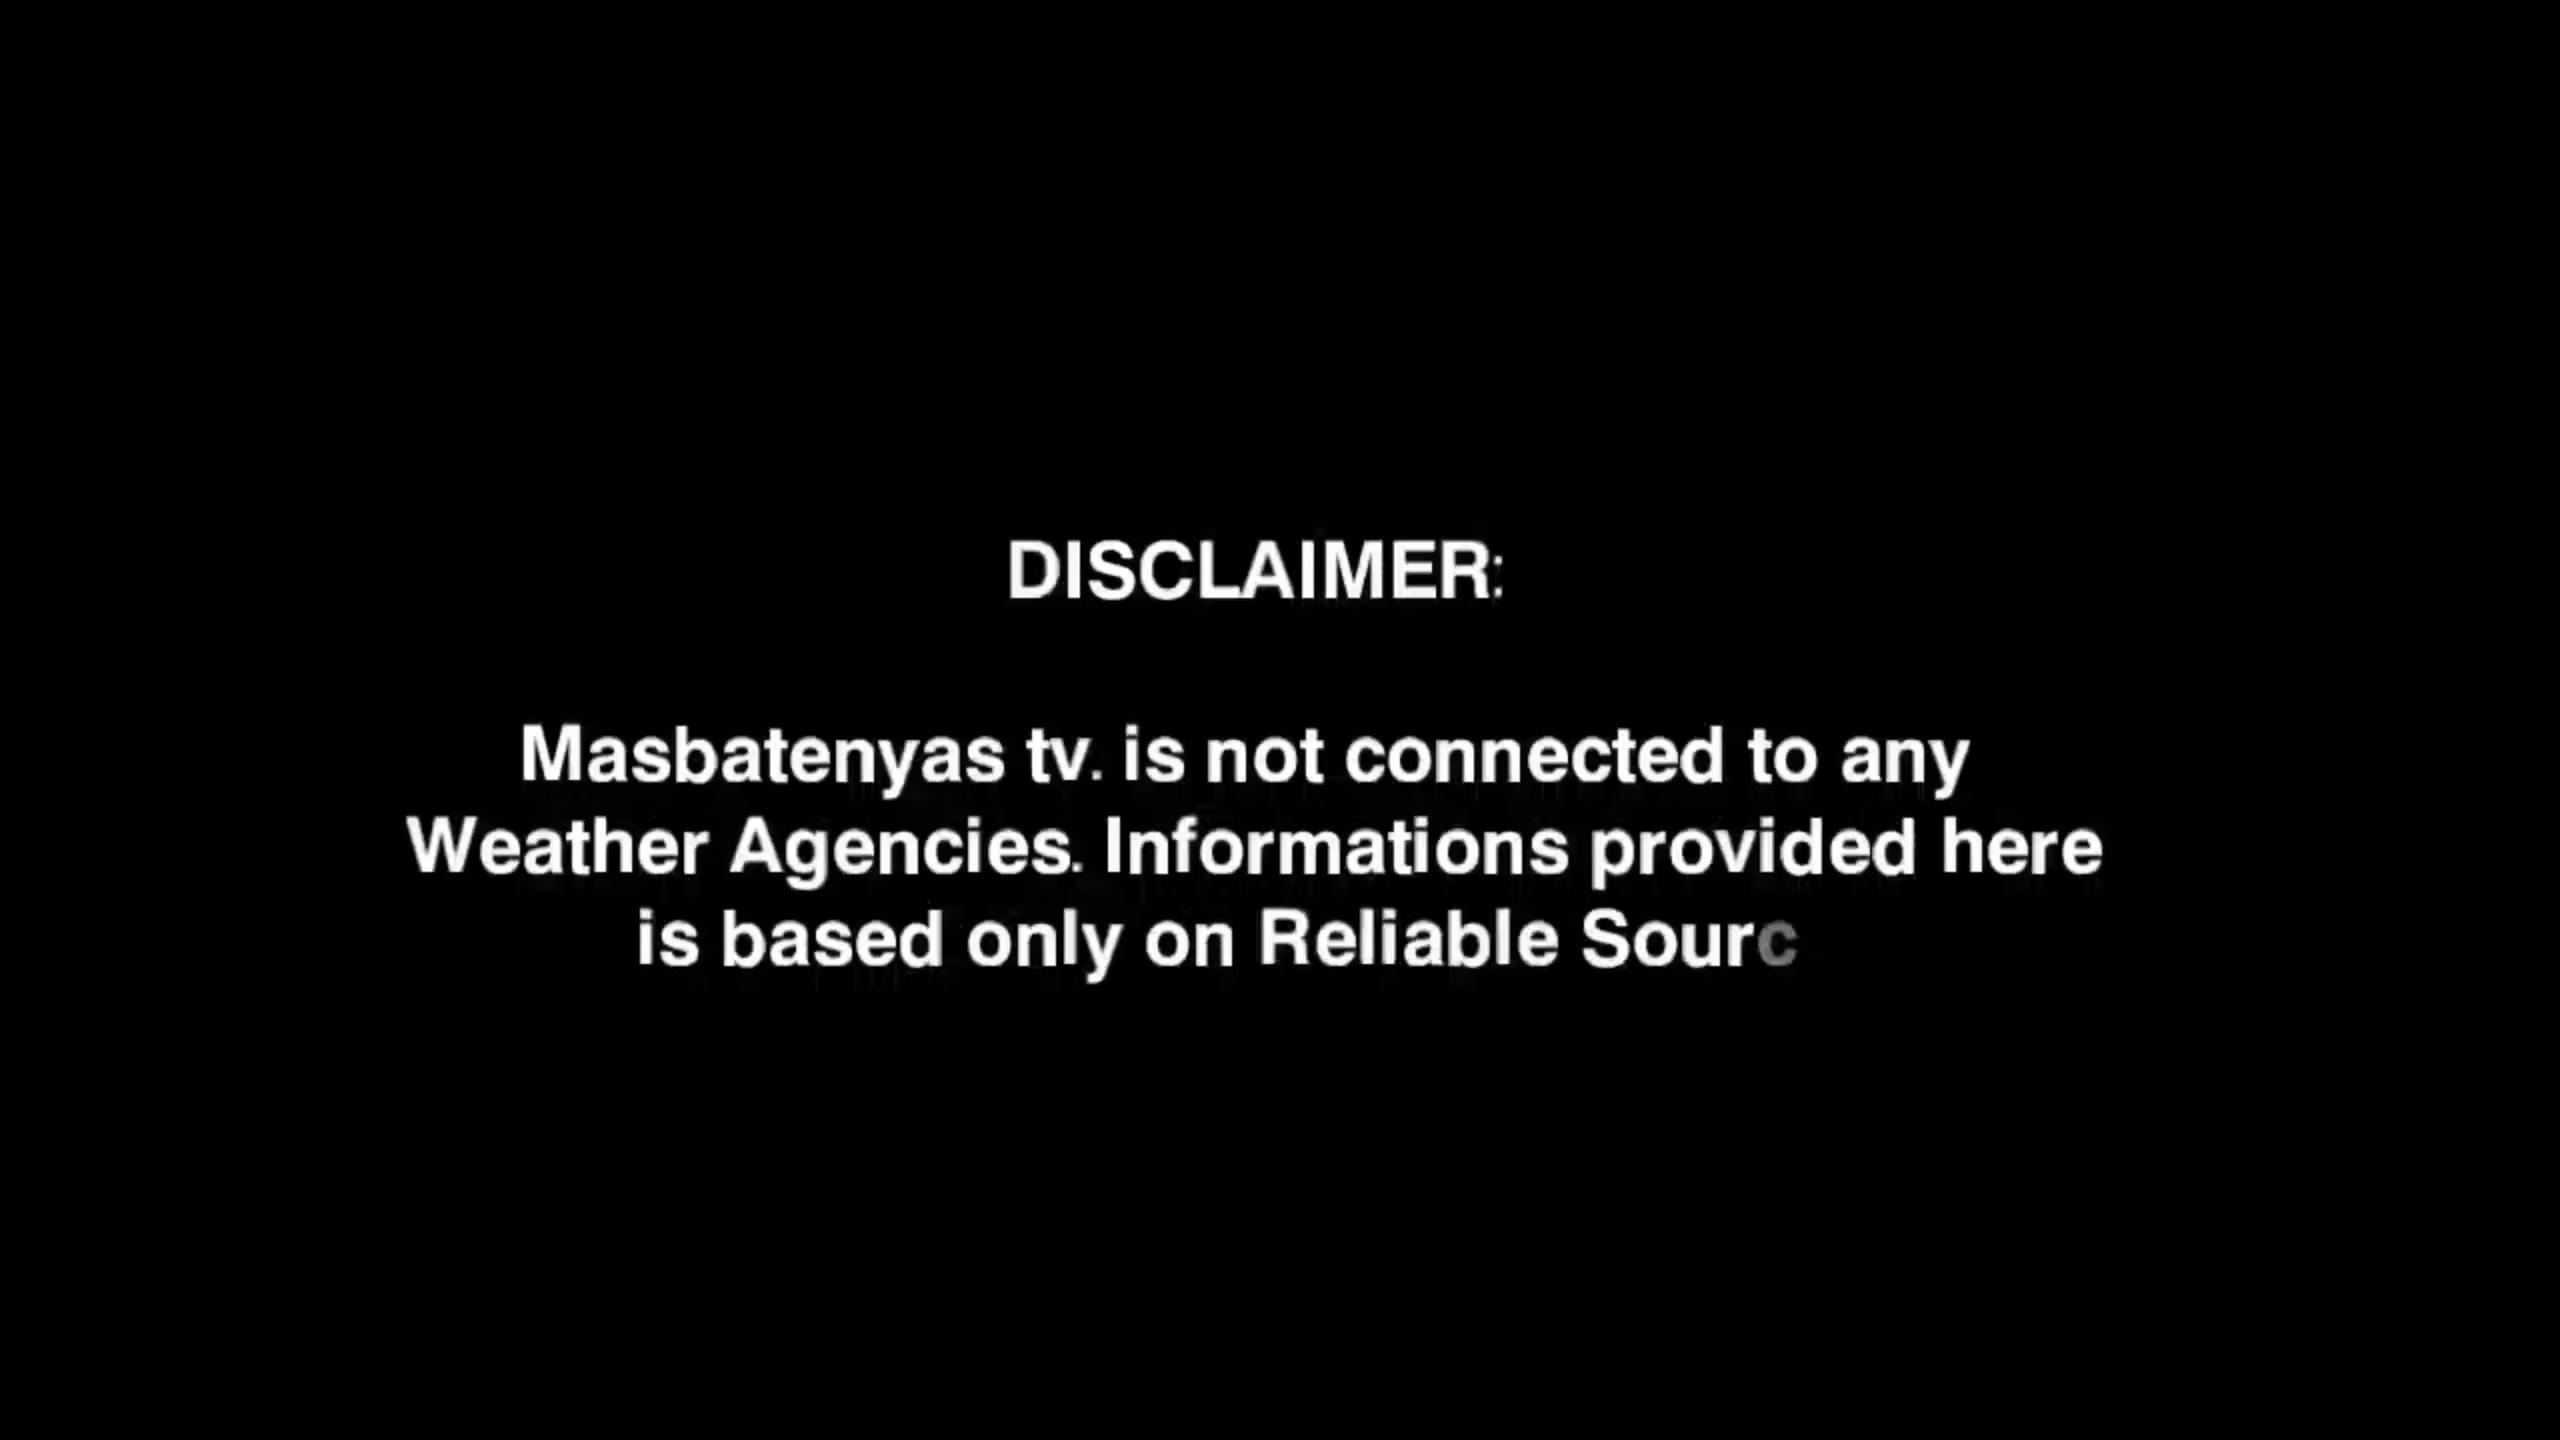 DISCLAIMER:
Masbatenyas tv. is not connected to any
Weather Agencies. Informations provided here
is based only on Reliable Sourc